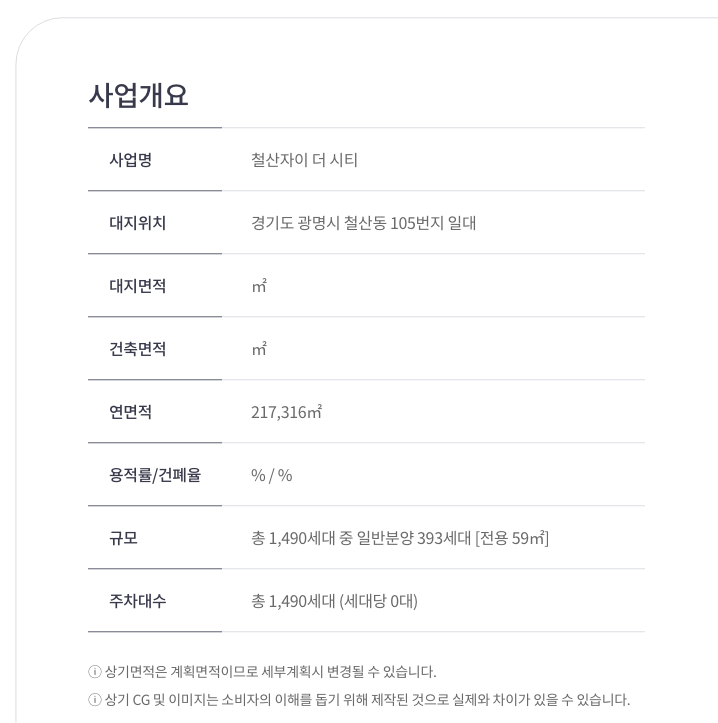 사업개요
사업명 철산자이 더 시티
대지위치 경기도 광명시 철산동 105번지 일대
대지면적 ㎡
건축면적 ㎡
연면적 217,316㎡
용적률/건폐율 % / %
규모 총 1,490세대 중 일반분양 393세대 [전용 59㎡]
주차대수 총 1,490세대 (세대당 0대)
ⓘ 상기면적은 계획면적이므로 세부계획시 변경될 수 있습니다.
ⓘ 상기 CG 및 이미지는 소비자의 이해를 돕기 위해 제작된 것으로 실제와 차이가 있을 수 있습니다.